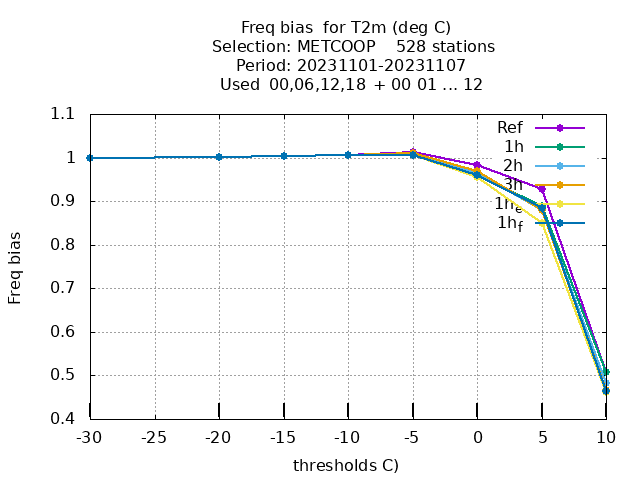 Freq bias for T2m (deg C)
Selection: METCOOP 528 stations
Period: 20231101-20231107
Used 00,06,12,18 + 00 01 ... 12
1.1
1
0.9
0.8
0.7
0.6
0.5
0.4
Freq bias
Ref
1h
2h
3h
1he
1hf
-30 -25 -20 -15 -10 -5 0 5 10
thresholds C)